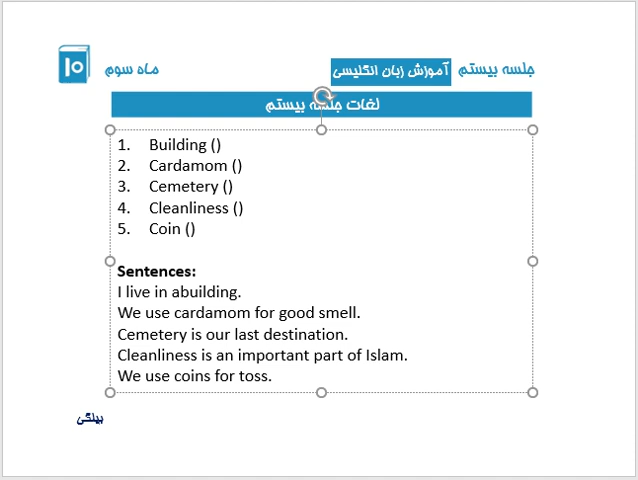 جلسه بیستم آموزش زبان انگلیسی ماه سوم ۱۰
لغات جلسه بیستم
1. Building ()
2. Cardamom ()
3. Cemetery ()
4. Cleanliness ()
5. Coin ()
Sentences:
I live in abuilding.
We use cardamom for good smell.
Cemetery is our last destination.
Cleanliness is an important part of Islam.
We use coins for toss.
بیلگی